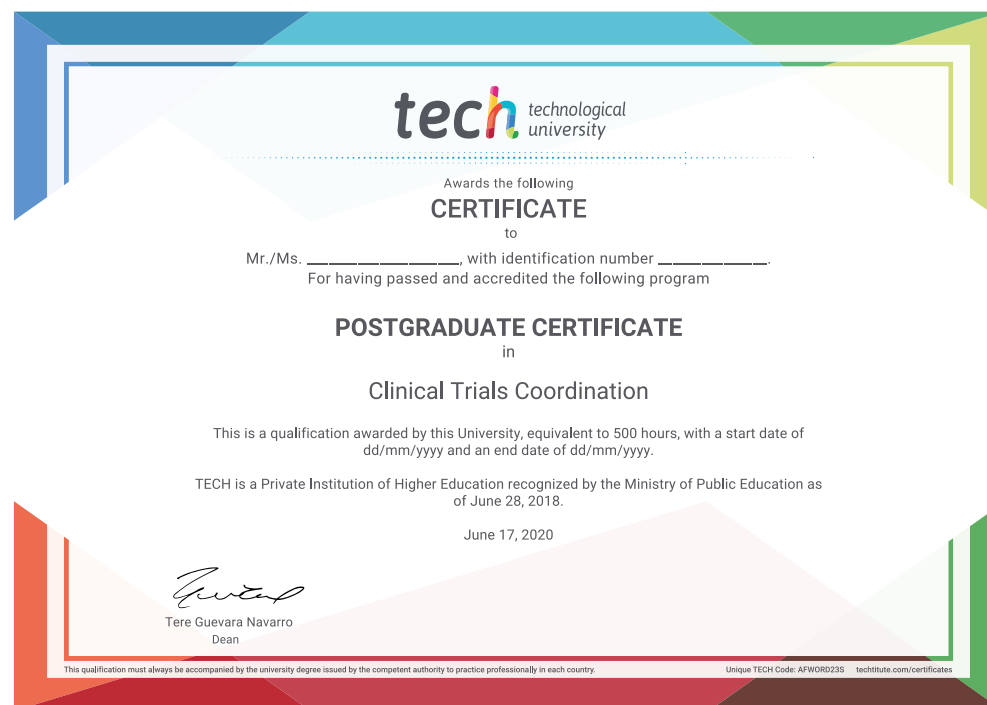 tech technological
university
Awards the following
CERTIFICATE
to
Mr./Ms. ____________________, with identification number ______________.
For having passed and accredited the following program
POSTGRADUATE CERTIFICATE
in
Clinical Trials Coordination
This is a qualification awarded by this University, equivalent to 500 hours, with a start date of
dd/mm/yyyy and an end date of dd/mm/yyyy.
TECH is a Private Institution of Higher Education recognized by the Ministry of Public Education as
of June 28, 2018.
June 17, 2020
Tere Guevara Navarro
Dean
This qualification must always be accompanied by the university degree issued by the competent authority to practice professionally in each country.
Unique TECH Code: AFWORD23S techtitute.com/certificates